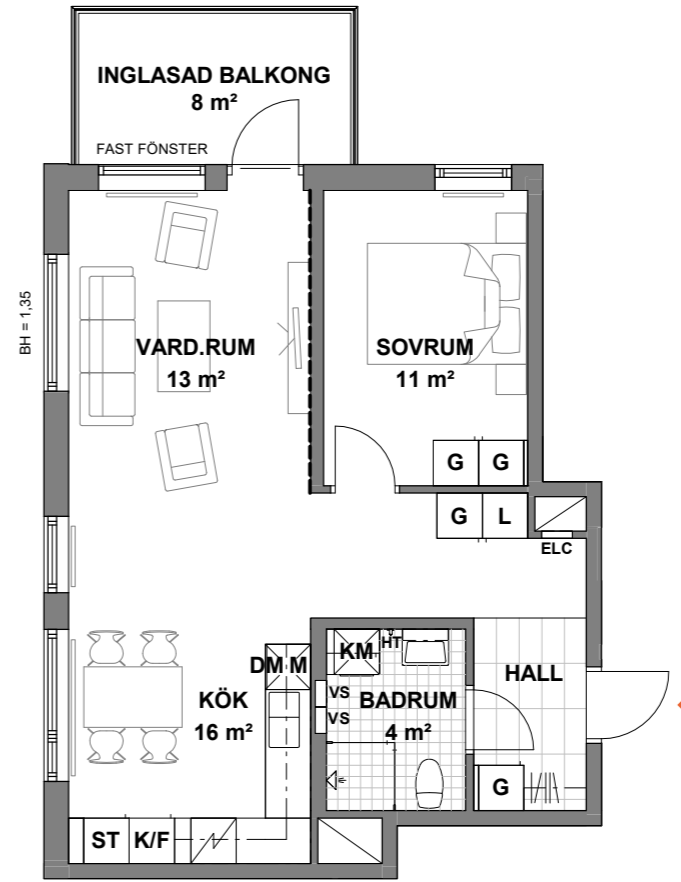 INGLASAD BALKONG
8 m²
FAST FÖNSTER
BH = 1,35
VARD.RUM
13 m²
SOVRUM
11 m²
G G
G L
ELC
DM M
KM
HT
HALL
VS
VS
KÖK
16 m²
BADRUM
4 m²
G
ST K/F